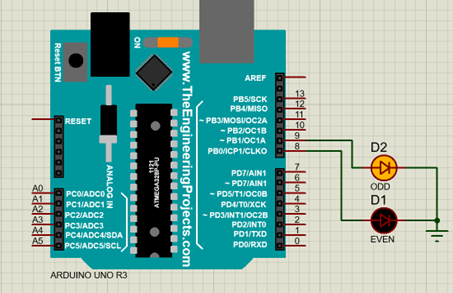 Reset BTN
ON
www.TheEngineeringProjects.com
1121
ATMEGA328P-PU
RESET
ANALOG IN
AREF
PB5/SCK 13
PB4/MISO 12
~ PB3/MOSI/OC2A 11
~ PB2/OC1B 10
~ PB1/OC1A 9
PB0/ICP1/CLKO 8
PD7/AIN1 7
~ PD7/AIN1 6
~ PD5/T1/OC0B 5
PD4/T0/XCK 4
~ PD3/INT1/OC2B 3
PD2/INT0 2
PD1/TXD 1
PD0/RXD 0
A0 PC0/ADC0
A1 PC1/ADC1
A2 PC2/ADC2
A3 PC3/ADC3
A4 PC4/ADC4/SDA
A5 PC5/ADC5/SCL
D2
ODD
D1
EVEN
ARDUINO UNO R3